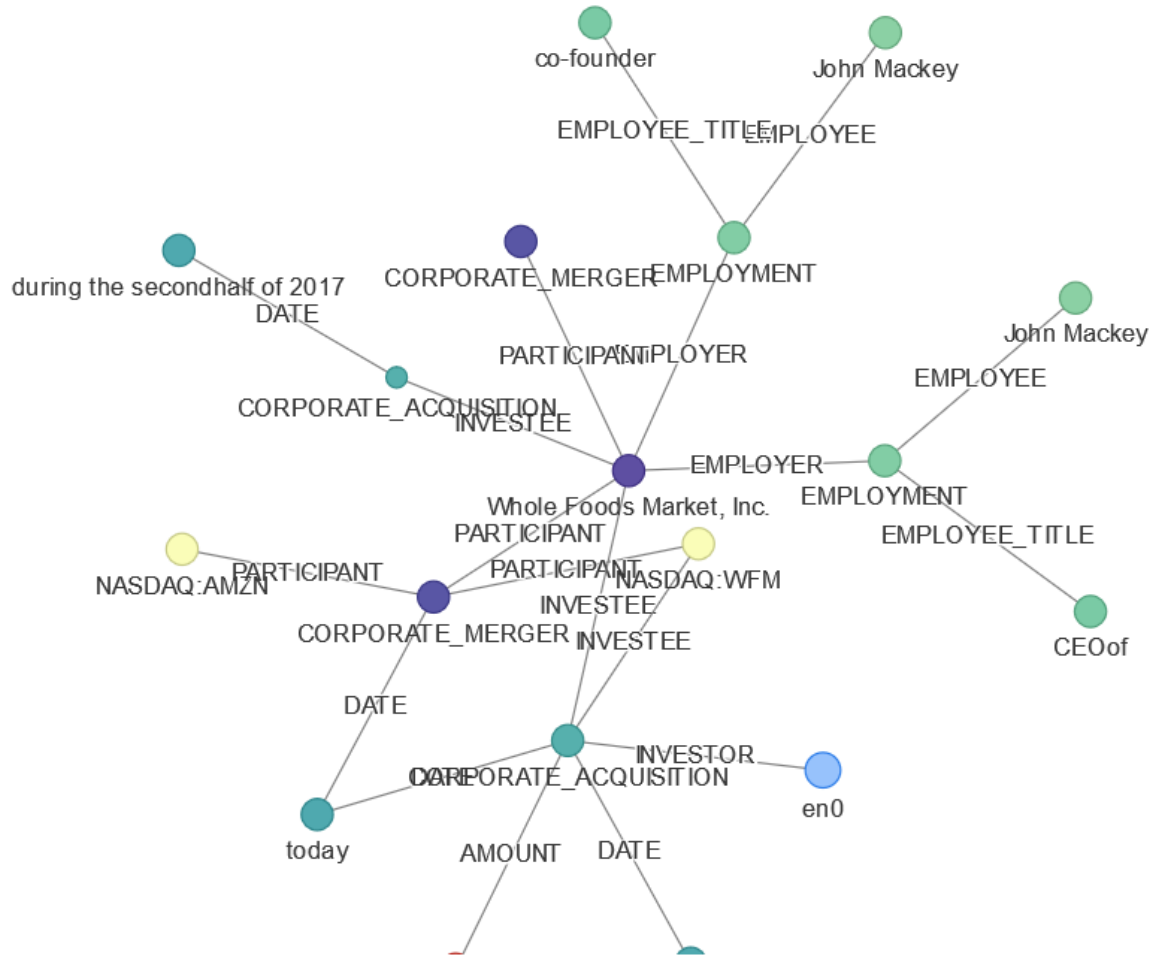 co-founder
John Mackey
EMPLOYEE_TITLE
EMPLOYEE
during the secondhalf of 2017
CORPORATE_MERGER
EMPLOYMENT
DATE
John Mackey
PARTICIPANT
EMPLOYER
EMPLOYEE
CORPORATE_ACQUISITION
INVESTEE
EMPLOYER
Whole Foods Market, Inc.
EMPLOYMENT
PARTICIPANT
EMPLOYEE_TITLE
NASDAQ:AMZN
PARTICIPANT
PARTICIPANT
NASDAQ:WFM
INVESTEE
CORPORATE_MERGER
INVESTEE
CEOof
DATE
INVESTOR
DATE
CORPORATE_ACQUISITION
en0
today
AMOUNT
DATE